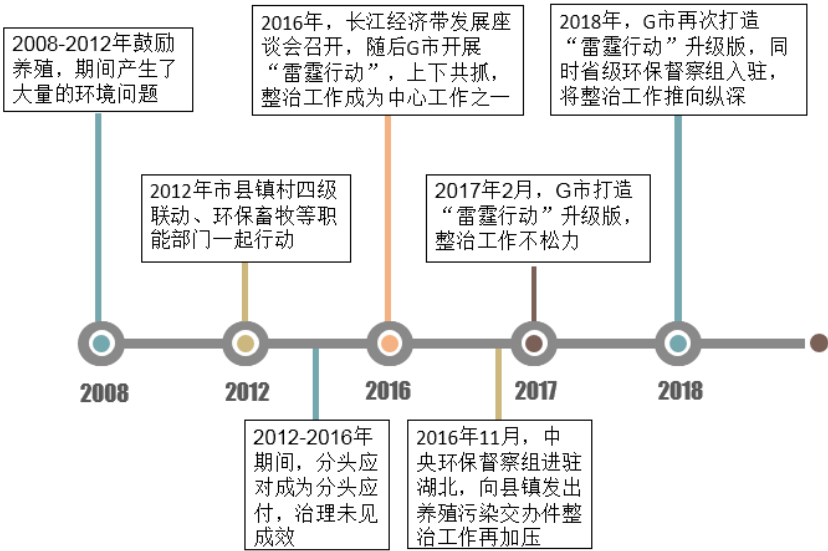 2008-2012年鼓励
养殖，期间产生了
大量的环境问题
2016年，长江经济带发展座
谈会召开，随后G市开展
“雷霆行动”，上下共抓，
整治工作成为中心工作之一
2018年，G市再次打造
“雷霆行动”升级版，同
时省级环保督察组入驻，
将整治工作推向纵深
2012年市县镇村四级
联动、环保畜牧等职
能部门一起行动
2017年2月，G市打造
“雷霆行动”升级版，
整治工作不松力
2008
2012
2016
2017
2018
2012-2016年
期间，分头应
对成为分头应
付，治理未见
成效
2016年11月，中
央环保督察组进驻
湖北，向县镇发出
养殖污染交办件整
治工作再加压